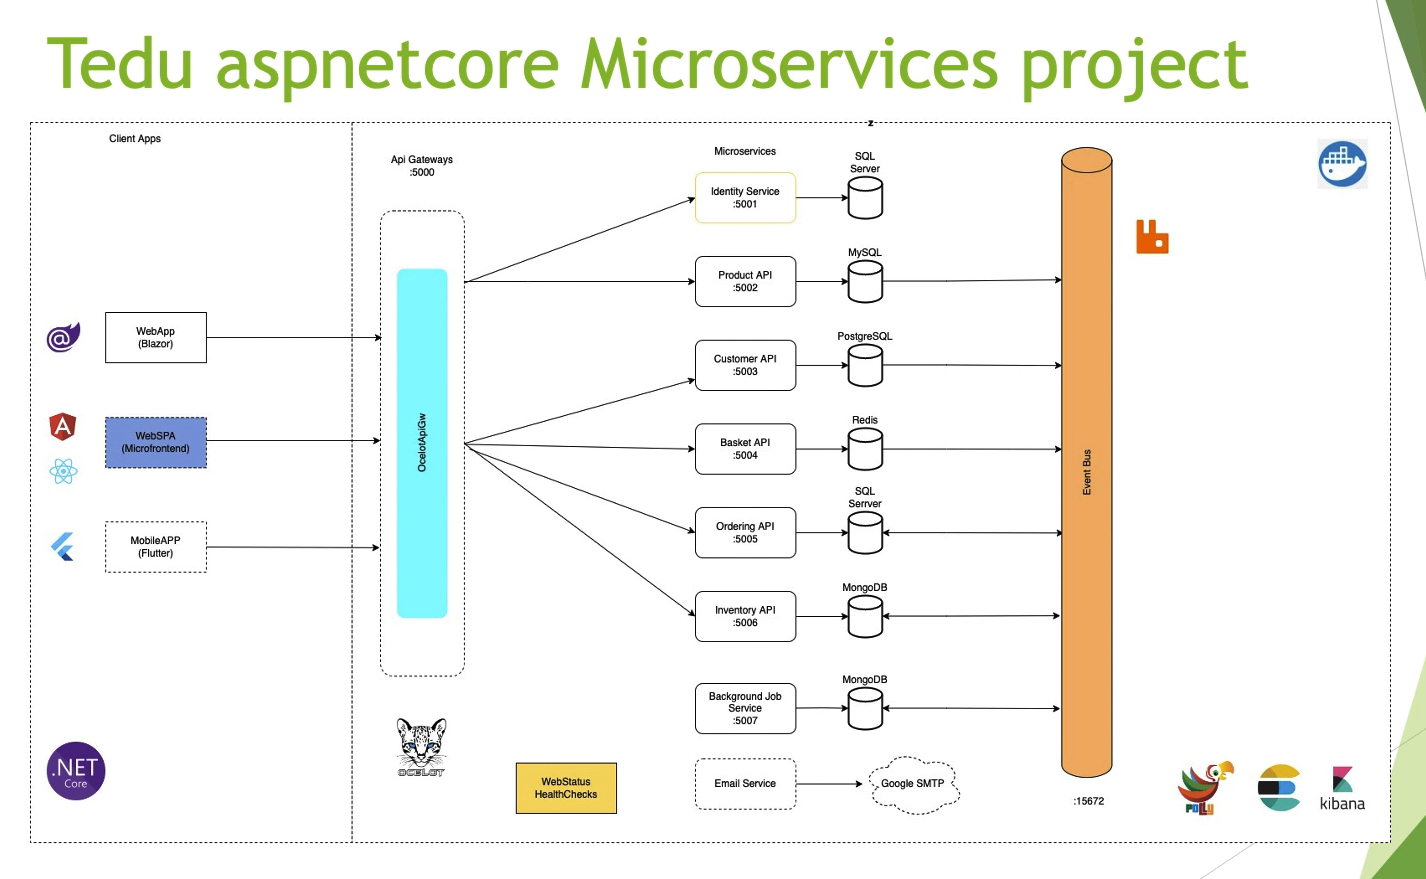 Tedu aspnetcore Microservices project
z
Client Apps
Api Gateways
:5000
Microservices
SQL
Server
Identity Service
:5001
MySQL
Product API
:5002
WebApp
(Blazor)
PostgreSQL
Customer API
:5003
WebSPA
(Microfrontend)
OcelotApiGw
Redis
Basket API
:5004
Event Bus
SQL
Serrver
Ordering API
:5005
MobileAPP
(Flutter)
MongoDB
Inventory API
:5006
MongoDB
Background Job
Service
:5007
OCELOT
.NET
Core
WebStatus
HealthChecks
Email Service
Google SMTP
:15672
POLLY
kibana